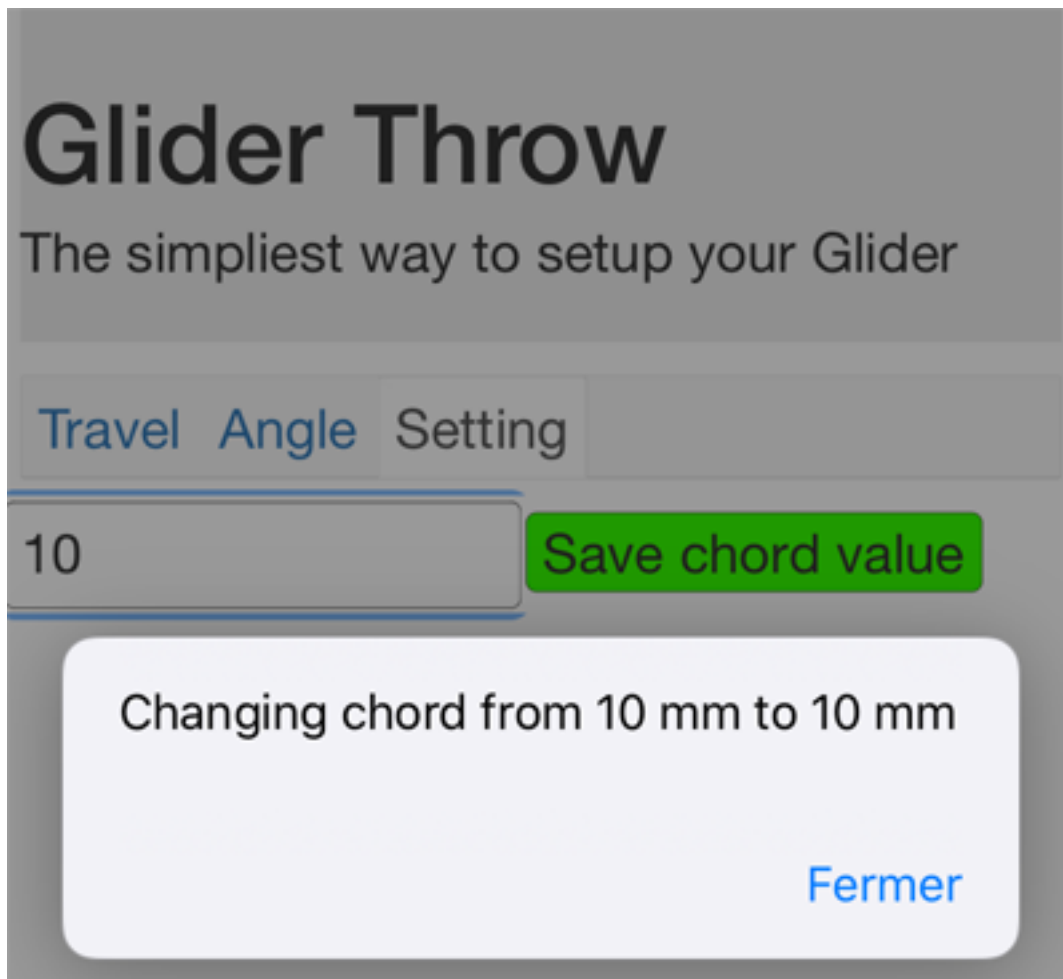 Glider Throw
The simpliest way to setup your Glider
Travel Angle Setting
10 Save chord value
Changing chord from 10 mm to 10 mm
Fermer